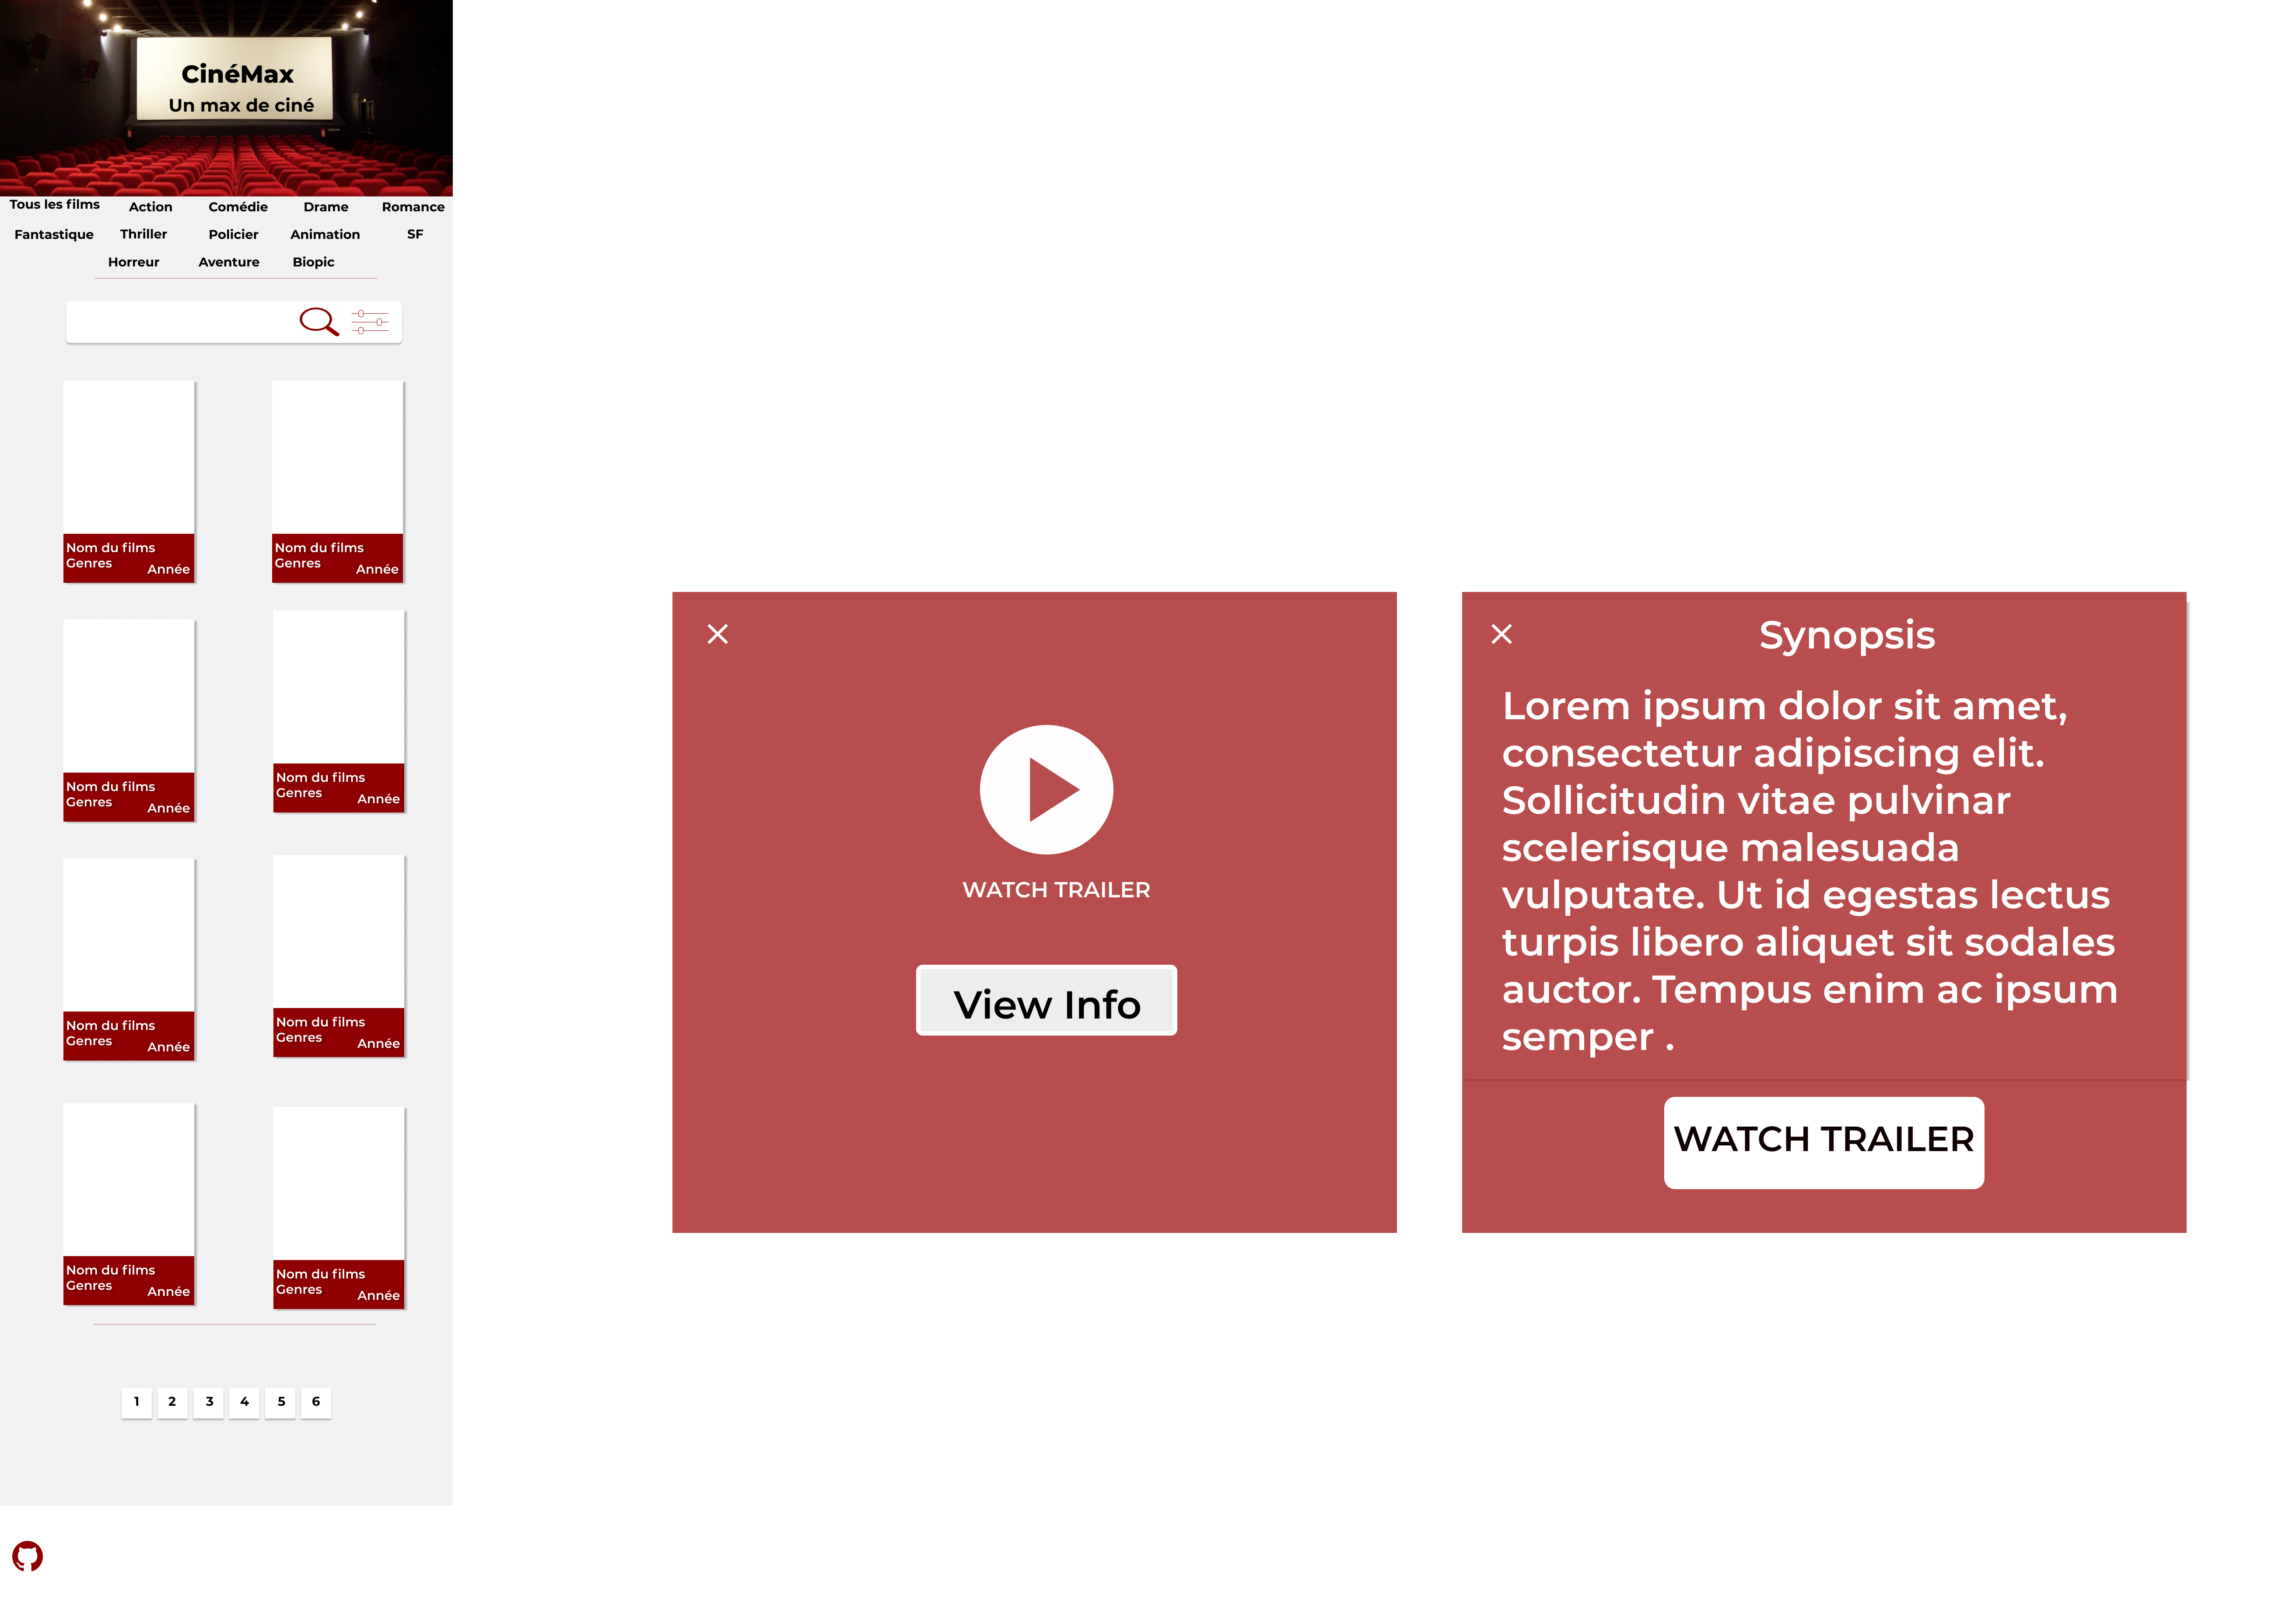 CinéMax
Un max de ciné
Tous les films Action Comédie Drame Romance
Fantastique Thriller Policier Animation SF
Horreur Aventure Biopic
Nom du films
Genres
Année
Nom du films
Genres
Année
Nom du films
Genres
Année
Nom du films
Genres
Année
Nom du films
Genres
Année
Nom du films
Genres
Année
Nom du films
Genres
Année
Nom du films
Genres
Année
1 2 3 4 5 6
WATCH TRAILER
View Info
Synopsis
Lorem ipsum dolor sit amet,
consectetur adipiscing elit.
Sollicitudin vitae pulvinar
scelerisque malesuada
vulputate. Ut id egestas lectus
turpis libero aliquet sit sodales
auctor. Tempus enim ac ipsum
semper .
WATCH TRAILER